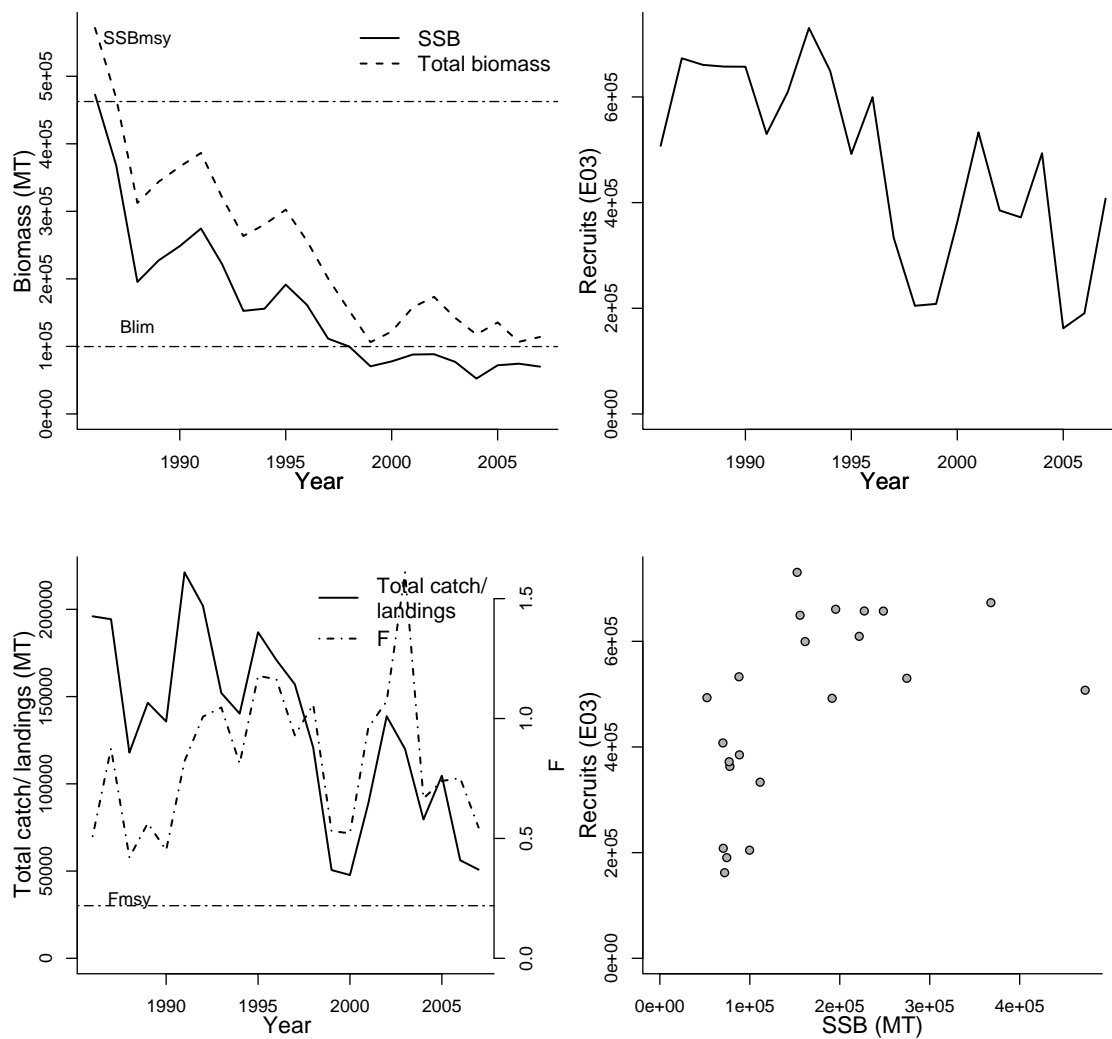 SSBmsy
SSB
Total biomass
Blim
Biomass (MT)
0e+00 1e+05 2e+05 3e+05 4e+05 5e+05
1990 1995 2000 2005
Year
Recruits (E03)
0e+00 2e+05 4e+05 6e+05
1990 1995 2000 2005
Year
Total catch/
landings
F
Fmsy
Total catch/ landings (MT)
0 50000 100000 150000 200000
0.0 0.5 1.0 1.5
F
1990 1995 2000 2005
Year
Recruits (E03)
0e+00 2e+05 4e+05 6e+05
0e+00 1e+05 2e+05 3e+05 4e+05
SSB (MT)